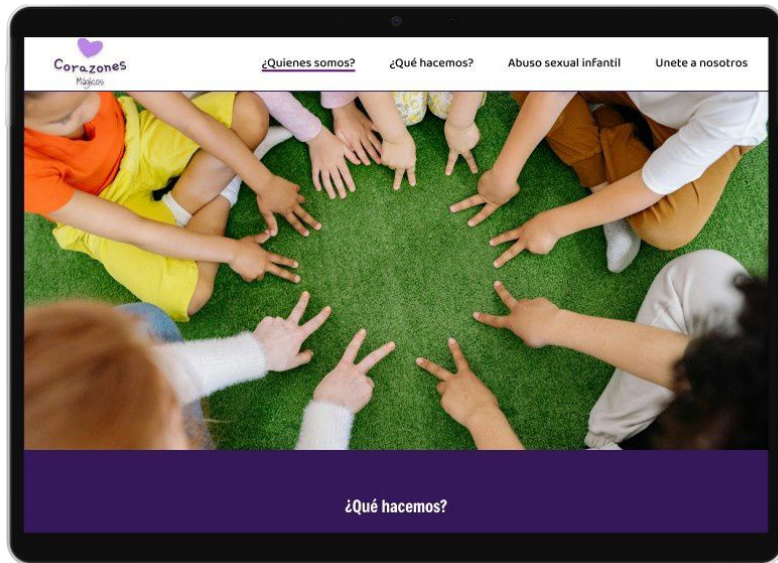 Corazones
Mágicos
¿Quienes somos?
¿Qué hacemos?
Abuso sexual infantil
Unete a nosotros
¿Qué hacemos?